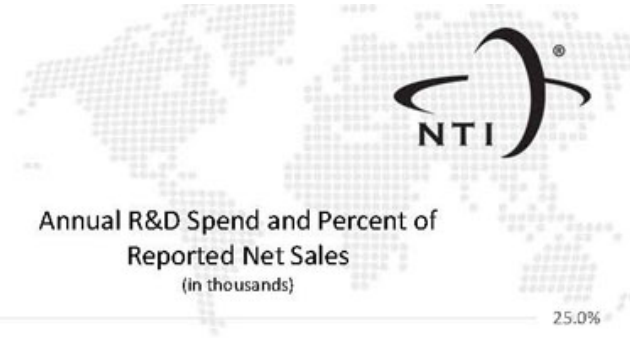 ®
NTI
Annual R&D Spend and Percent of
Reported Net Sales
(in thousands)
25.0%